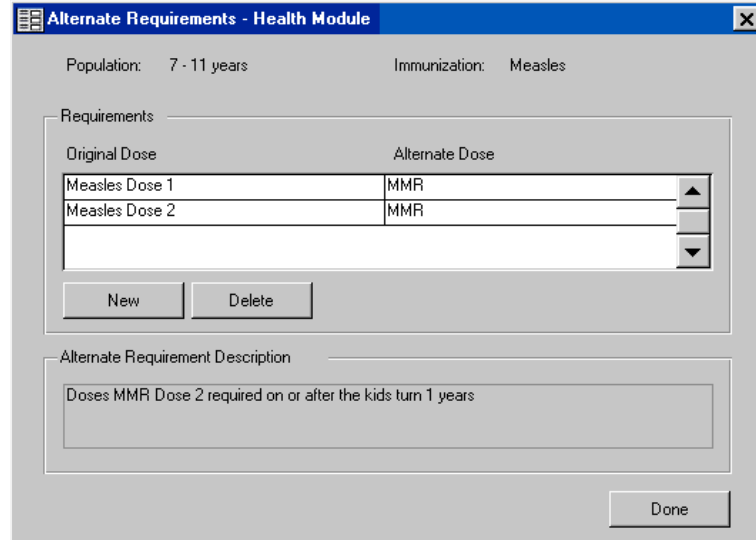 Alternate Requirements - Health Module
Population: 7 - 11 years Immunization: Measles
Requirements
Original Dose Alternate Dose
Measles Dose 1 MMR
Measles Dose 2 MMR
New Delete
Alternate Requirement Description
Doses MMR Dose 2 required on or after the kids turn 1 years
Done